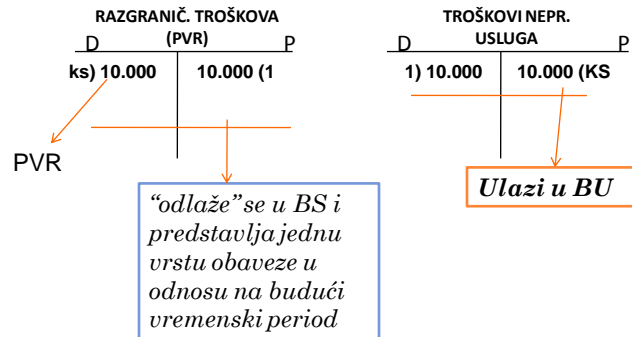 RAZGRANIČ. TROŠKOVA
(PVR)
D P
ks) 10.000 10.000 (1
PVR
“odlaže” se u BS i
predstavlja jednu
vrstu obaveze u
odnosu na budući
vremenski period
TROŠKOVI NEPR.
USLUGA
D P
1) 10.000 10.000 (KS
Ulazi u BU